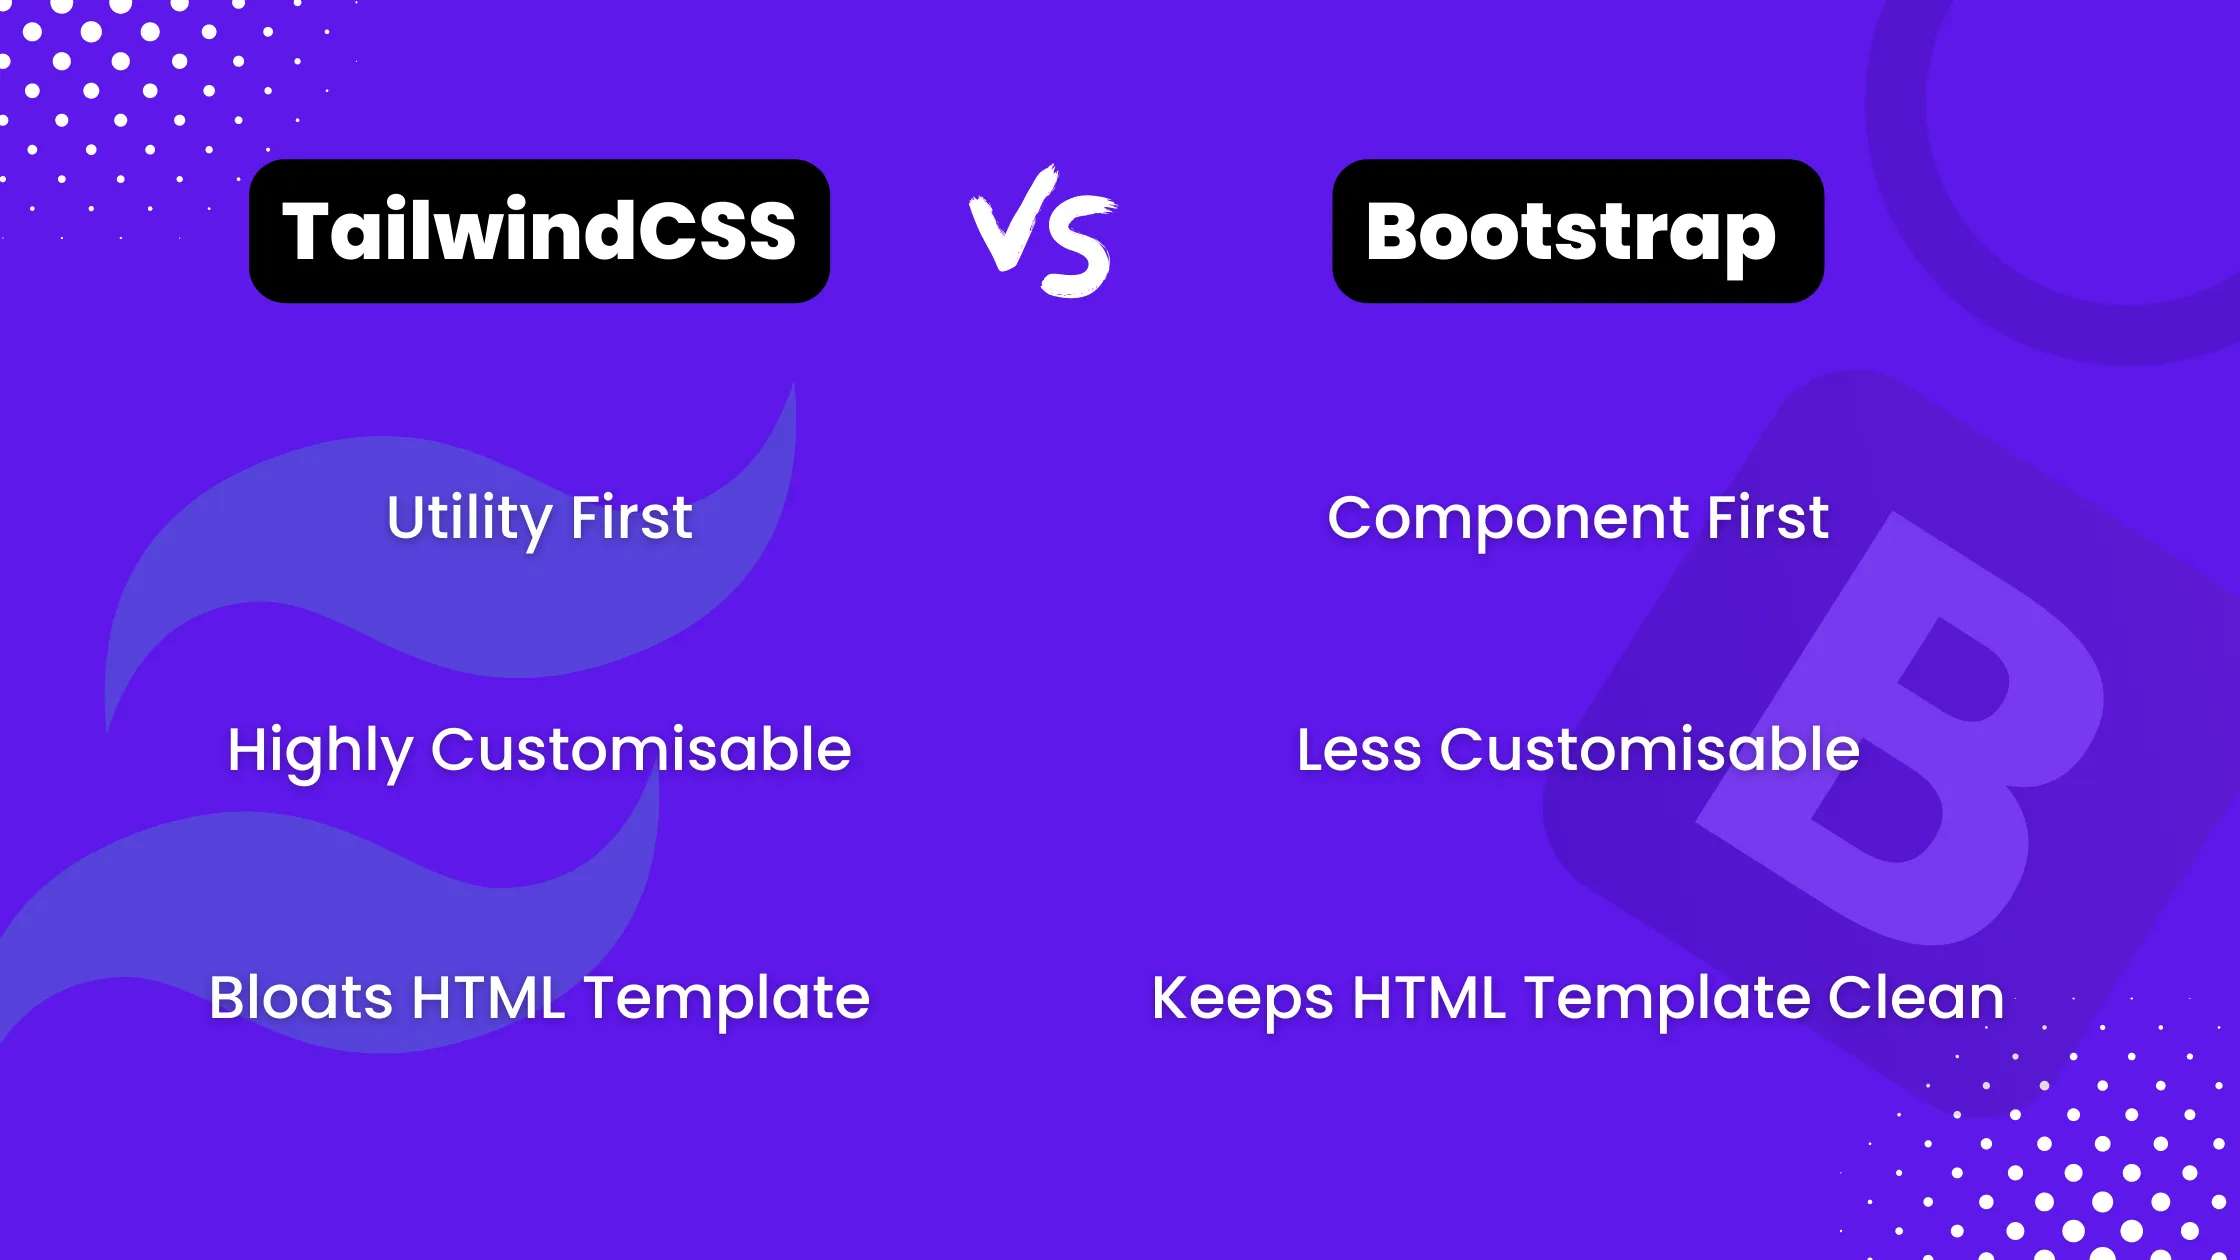 TailwindCSS
VS
Bootstrap
Utility First
Component First
Highly Customisable
Less Customisable
Bloats HTML Template
Keeps HTML Template Clean
B